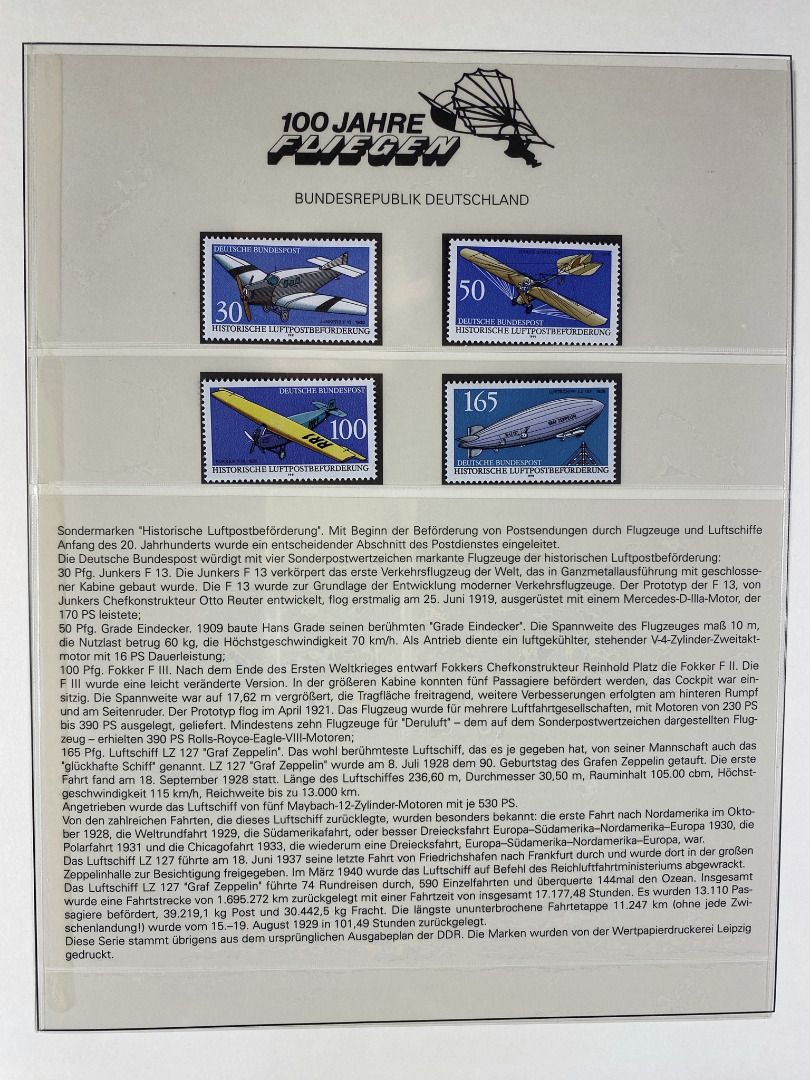 100 JAHRE
FLIEGEN
BUNDESREPUBLIK DEUTSCHLAND
DEUTSCHE BUNDESPOST
30
JUNKERS F 13
HISTORISCHE LUFTPOSTBEFÖRDERUNG
50
DEUTSCHE BUNDESPOST
HISTORISCHE LUFTPOSTBEFÖRDERUNG
DEUTSCHE BUNDESPOST
RR1
100
HISTORISCHE LUFTPOSTBEFÖRDERUNG
165
LUFTSCHIFF LZ 127
GRAF ZEPPELIN
DEUTSCHE BUNDESPOST
HISTORISCHE LUFTPOSTBEFÖRDERUNG
Sondermarken "Historische Luftpostbeförderung". Mit Beginn der Beförderung von Postsendungen durch Flugzeuge und Luftschiffe
Anfang des 20. Jahrhunderts wurde ein entscheidender Abschnitt des Postdienstes eingeleitet.
Die Deutsche Bundespost würdigt mit vier Sonderpostwertzeichen markante Flugzeuge der historischen Luftpostbeförderung:
30 Pfg. Junkers F 13. Die Junkers F 13 verkörpert das erste Verkehrsflugzeug der Welt, das in Ganzmetallausführung mit geschlosse-
ner Kabine gebaut wurde. Die F 13 wurde zur Grundlage der Entwicklung moderner Verkehrsflugzeuge. Der Prototyp der F 13, von
Junkers Chefkonstrukteur Otto Reuter entwickelt, flog erstmalig am 25. Juni 1919, ausgerüstet mit einem Mercedes-D-IIIa-Motor, der
170 PS leistete;
50 Pfg. Grade Eindecker. 1909 baute Hans Grade seinen berühmten "Grade Eindecker". Die Spannweite des Flugzeuges maß 10 m,
die Nutzlast betrug 60 kg, die Höchstgeschwindigkeit 70 km/h. Als Antrieb diente ein luftgekühlter, stehender V-4-Zylinder-Zweitakt-
motor mit 16 PS Dauerleistung;
100 Pfg. Fokker F III. Nach dem Ende des Ersten Weltkrieges entwarf Fokkers Chefkonstrukteur Reinhold Platz die Fokker F II. Die
F III wurde eine leicht veränderte Version. In der größeren Kabine konnten fünf Passagiere befördert werden, das Cockpit war ein-
sitzig. Die Spannweite war auf 17,62 m vergrößert, die Tragfläche freitragend, weitere Verbesserungen erfolgten am hinteren Rumpf
und am Seitenruder. Der Prototyp flog im April 1921. Das Flugzeug wurde für mehrere Luftfahrtgesellschaften, mit Motoren von 230 PS
bis 390 PS ausgelegt, geliefert. Mindestens zehn Flugzeuge für "Deruluft" – dem auf dem Sonderpostwertzeichen dargestellten Flug-
zeug – erhielten 390 PS Rolls-Royce-Eagle-VIII-Motoren;
165 Pfg. Luftschiff LZ 127 "Graf Zeppelin". Das wohl berühmteste Luftschiff, das es je gegeben hat, von seiner Mannschaft auch das
"glückhafte Schiff" genannt. LZ 127 "Graf Zeppelin" wurde am 8. Juli 1928 dem 90. Geburtstag des Grafen Zeppelin getauft. Die erste
Fahrt fand am 18. September 1928 statt. Länge des Luftschiffes 236,60 m, Durchmesser 30,50 m, Rauminhalt 105.00 cbm, Höchst-
geschwindigkeit 115 km/h, Reichweite bis zu 13.000 km.
Angetrieben wurde das Luftschiff von fünf Maybach-12-Zylinder-Motoren mit je 530 PS.
Von den zahlreichen Fahrten, die dieses Luftschiff zurücklegte, wurden besonders bekannt: die erste Fahrt nach Nordamerika im Okto-
ber 1928, die Weltrundfahrt 1929, die Südamerikafahrt, oder besser Dreiecksfahrt Europa–Südamerika–Nordamerika–Europa 1930, die
Polarfahrt 1931 und die Chicagofahrt 1933, die wiederum eine Dreiecksfahrt, Europa–Südamerika–Nordamerika–Europa, war.
Das Luftschiff LZ 127 führte am 18. Juni 1937 seine letzte Fahrt von Friedrichshafen nach Frankfurt durch und wurde dort in der großen
Zeppelinhalle zur Besichtigung freigegeben. Im März 1940 wurde das Luftschiff auf Befehl des Reichluftfahrtministeriums abgewrackt.
Das Luftschiff LZ 127 "Graf Zeppelin" führte 74 Rundreisen durch, 590 Einzelfahrten und überquerte 144mal den Ozean. Insgesamt
wurde eine Fahrtstrecke von 1.695.272 km zurückgelegt mit einer Fahrtzeit von insgesamt 17.177,48 Stunden. Es wurden 13.110 Pas-
sagiere befördert, 39.219,1 kg Post und 30.442,5 kg Fracht. Die längste ununterbrochene Fahrtetappe 11.247 km (ohne jede Zwi-
schenlandung!) wurde vom 15.–19. August 1929 in 101,49 Stunden zurückgelegt.
Diese Serie stammt übrigens aus dem ursprünglichen Ausgabeplan der DDR. Die Marken wurden von der Wertpapierdruckerei Leipzig
gedruckt.